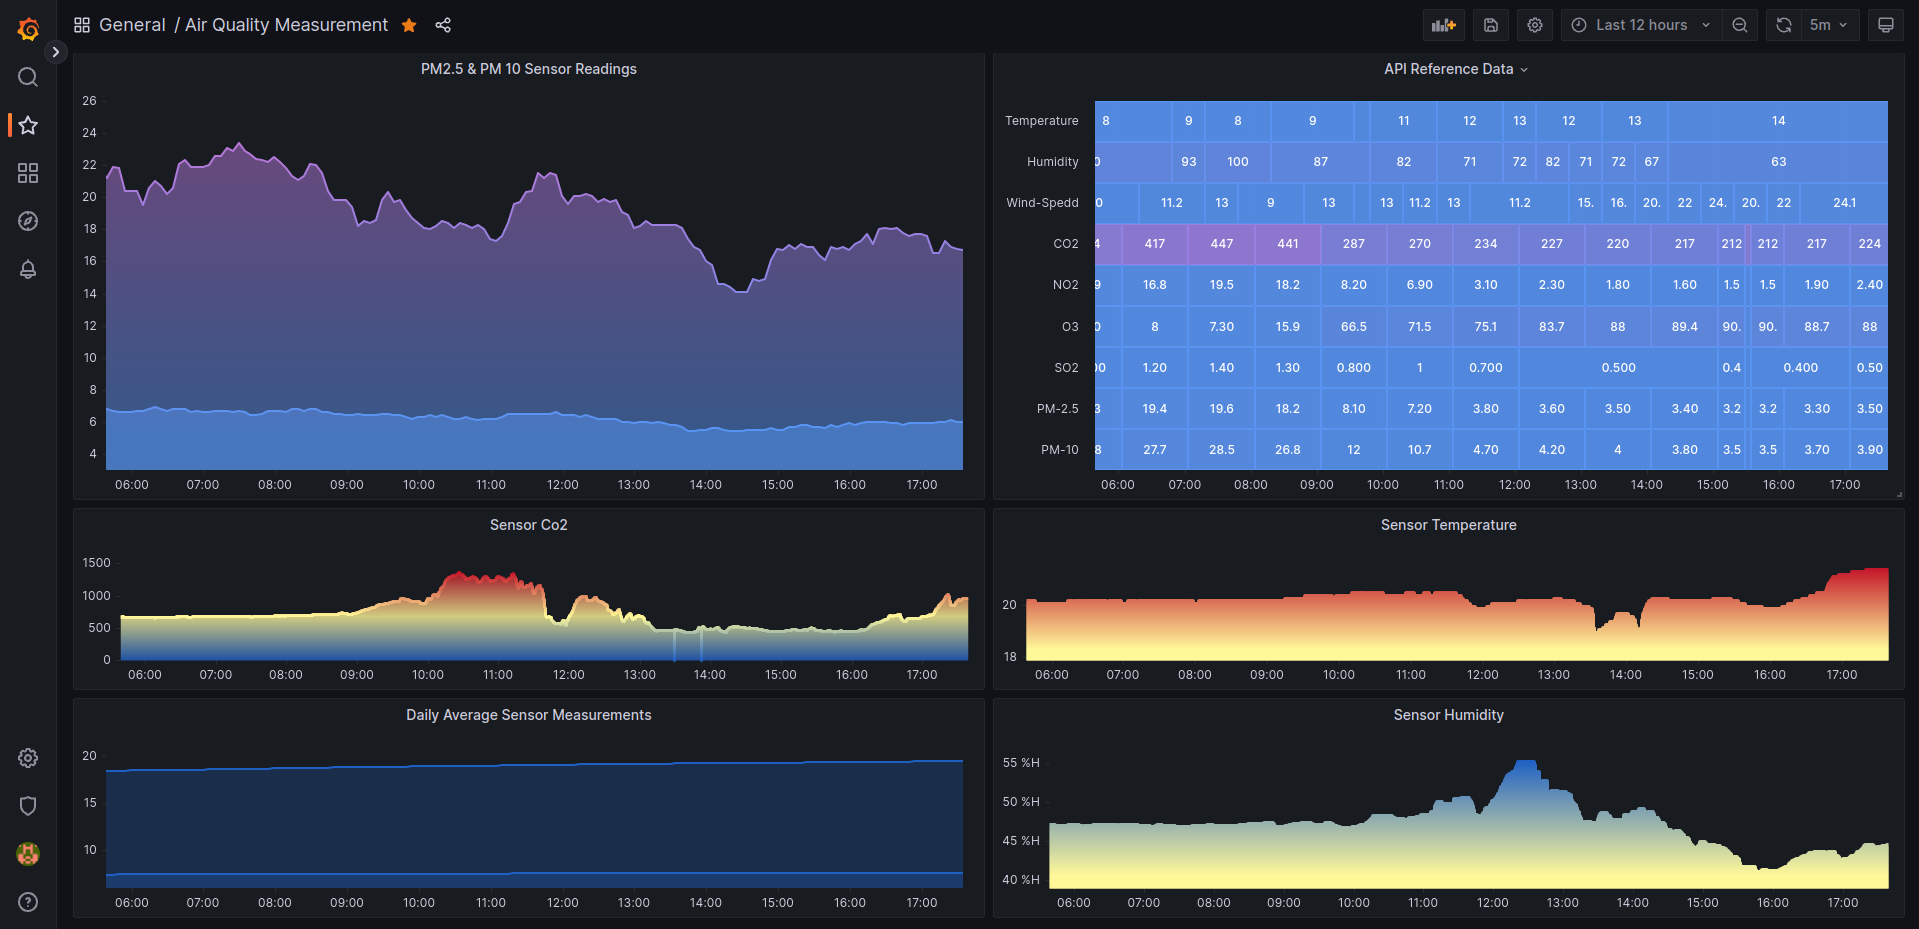 General / Air Quality Measurement
Last 12 hours
5m
PM2.5 & PM 10 Sensor Readings
26
24
22
20
18
16
14
12
10
8
6
4
06:00 07:00 08:00 09:00 10:00 11:00 12:00 13:00 14:00 15:00 16:00 17:00
API Reference Data
Temperature 8 9 8 9 11 12 13 12 13 14
Humidity 0 93 100 87 82 71 72 82 71 72 67 63
Wind-Spedd 0 11.2 13 9 13 13 11.2 13 11.2 15. 16. 20. 22 24. 20. 22 24.1
CO2 4 417 447 441 287 270 234 227 220 217 212 212 217 224
NO2 9 16.8 19.5 18.2 8.20 6.90 3.10 2.30 1.80 1.60 1.5 1.5 1.90 2.40
O3 0 8 7.30 15.9 66.5 71.5 75.1 83.7 88 89.4 90. 90. 88.7 88
SO2 00 1.20 1.40 1.30 0.800 1 0.700 0.500 0.4 0.400 0.50
PM-2.5 3 19.4 19.6 18.2 8.10 7.20 3.80 3.60 3.50 3.40 3.2 3.2 3.30 3.50
PM-10 8 27.7 28.5 26.8 12 10.7 4.70 4.20 4 3.80 3.5 3.5 3.70 3.90
06:00 07:00 08:00 09:00 10:00 11:00 12:00 13:00 14:00 15:00 16:00 17:00
Sensor Co2
1500
1000
500
0
06:00 07:00 08:00 09:00 10:00 11:00 12:00 13:00 14:00 15:00 16:00 17:00
Sensor Temperature
20
18
06:00 07:00 08:00 09:00 10:00 11:00 12:00 13:00 14:00 15:00 16:00 17:00
Daily Average Sensor Measurements
20
15
10
06:00 07:00 08:00 09:00 10:00 11:00 12:00 13:00 14:00 15:00 16:00 17:00
Sensor Humidity
55 %H
50 %H
45 %H
40 %H
06:00 07:00 08:00 09:00 10:00 11:00 12:00 13:00 14:00 15:00 16:00 17:00